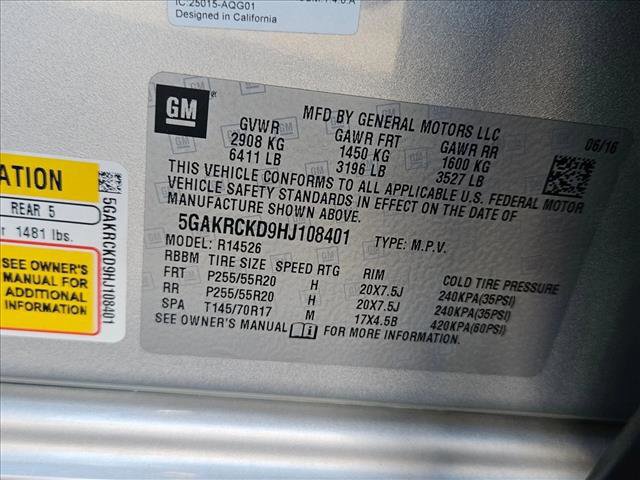 IC:25015-AQG01
Designed in California
GM
MFD BY GENERAL MOTORS LLC
06/16
GVWR GAWR FRT GAWR RR
2908 KG 1450 KG 1600 KG
6411 LB 3196 LB 3527 LB
THIS VEHICLE CONFORMS TO ALL APPLICABLE U.S. FEDERAL MOTOR
VEHICLE SAFETY STANDARDS IN EFFECT ON THE DATE OF
MANUFACTURE SHOWN ABOVE.
5GAKRCKD9HJ108401
MODEL: R14526 TYPE: M.P.V.
RBBM TIRE SIZE SPEED RTG RIM COLD TIRE PRESSURE
FRT P255/55R20 H 20X7.5J 240KPA(35PSI)
RR P255/55R20 H 20X7.5J 240KPA(35PSI)
SPA T145/70R17 M 17X4.5B 420KPA(60PSI)
SEE OWNER'S MANUAL FOR MORE INFORMATION.
ATION
REAR 5
1481 lbs.
SEE OWNER'S
MANUAL FOR
ADDITIONAL
INFORMATION
5GAKRCKD9HJ108401